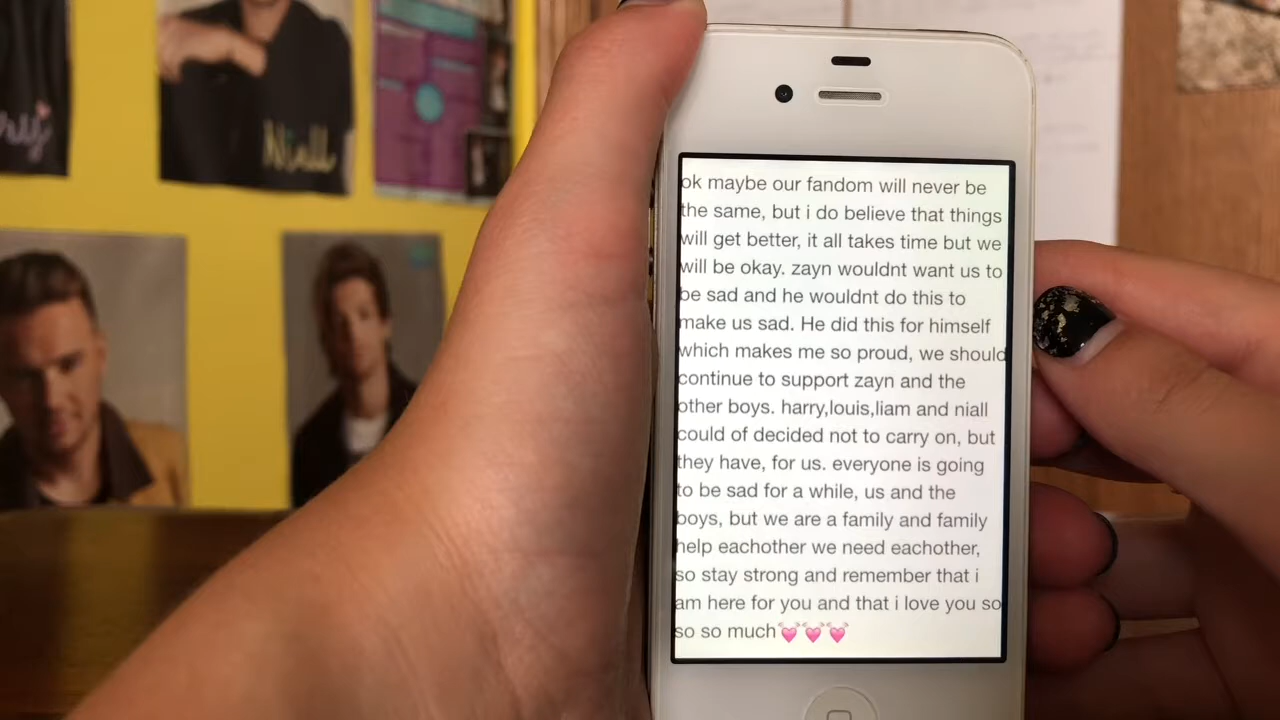 Niall
ok maybe our fandom will never be
the same, but i do believe that things
will get better, it all takes time but we
will be okay. zayn wouldnt want us to
be sad and he wouldnt do this to
make us sad. He did this for himself
which makes me so proud, we should
continue to support zayn and the
other boys. harry,louis,liam and niall
could of decided not to carry on, but
they have, for us. everyone is going
to be sad for a while, us and the
boys, but we are a family and family
help eachother we need eachother,
so stay strong and remember that i
am here for you and that i love you so
so so much💓💓💓